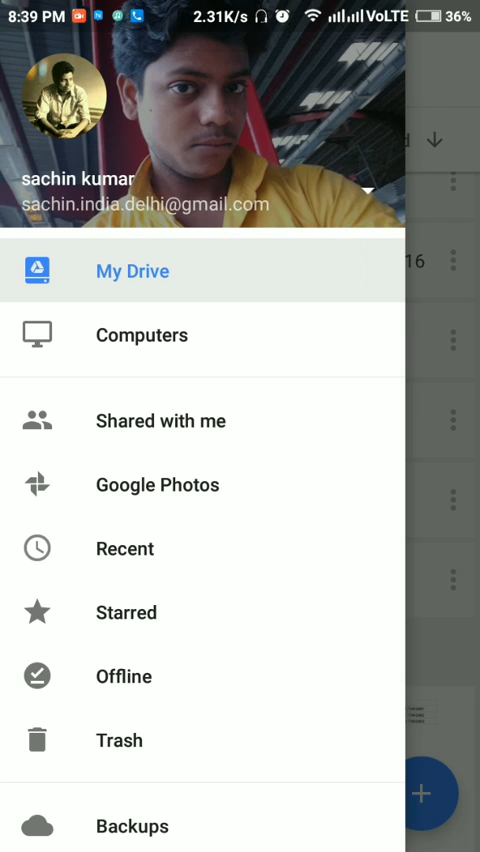 8:39 PM 2.31K/s VoLTE 36%
sachin kumar
sachin.india.delhi@gmail.com
My Drive
16
Computers
Shared with me
Google Photos
Recent
Starred
Offline
Trash
Backups